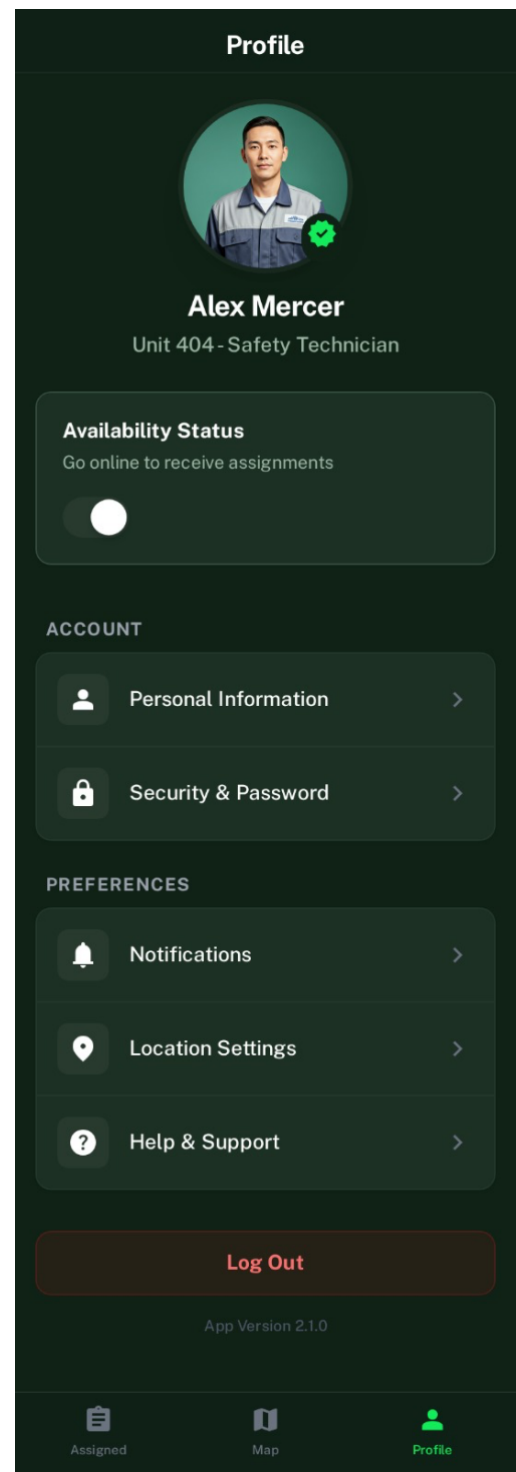 Profile
Alex Mercer
Unit 404 - Safety Technician
Availability Status
Go online to receive assignments
ACCOUNT
Personal Information
Security & Password
PREFERENCES
Notifications
Location Settings
Help & Support
Log Out
App Version 2.1.0
Assigned
Map
Profile